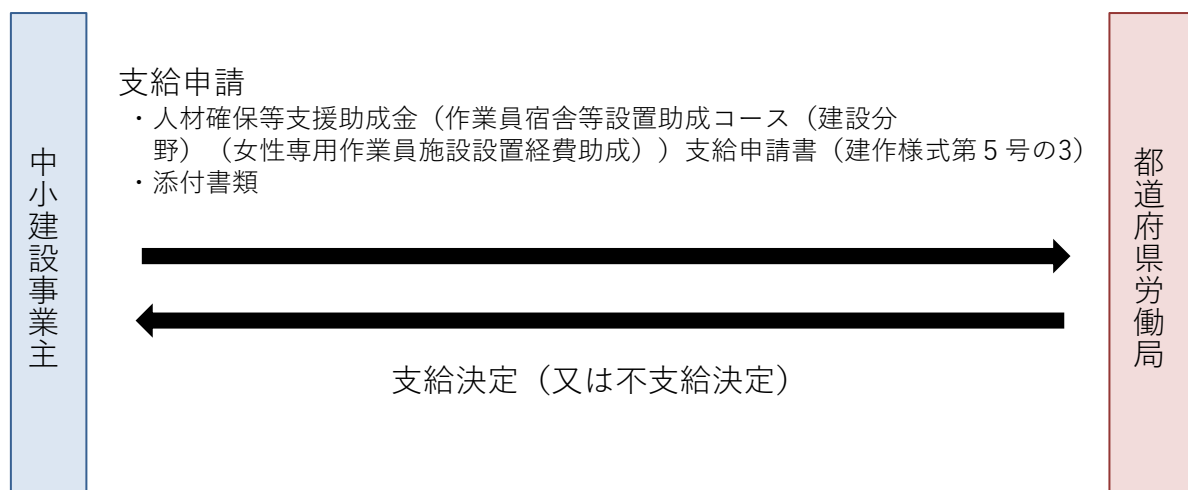 中小建設事業主
支給申請
・人材確保等支援助成金（作業員宿舎等設置助成コース（建設分
野）（女性専用作業員施設設置経費助成））支給申請書（建作様式第５号の3）
・添付書類
支給決定（又は不支給決定）
都道府県労働局